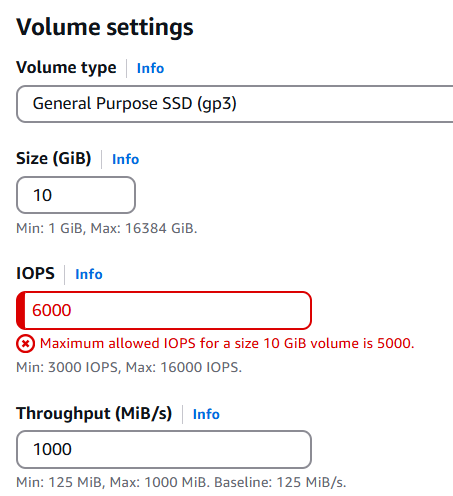 Volume settings
Volume type Info
General Purpose SSD (gp3)
Size (GiB) Info
10
Min: 1 GiB, Max: 16384 GiB.
IOPS Info
6000
Maximum allowed IOPS for a size 10 GiB volume is 5000.
Min: 3000 IOPS, Max: 16000 IOPS.
Throughput (MiB/s) Info
1000
Min: 125 MiB, Max: 1000 MiB. Baseline: 125 MiB/s.